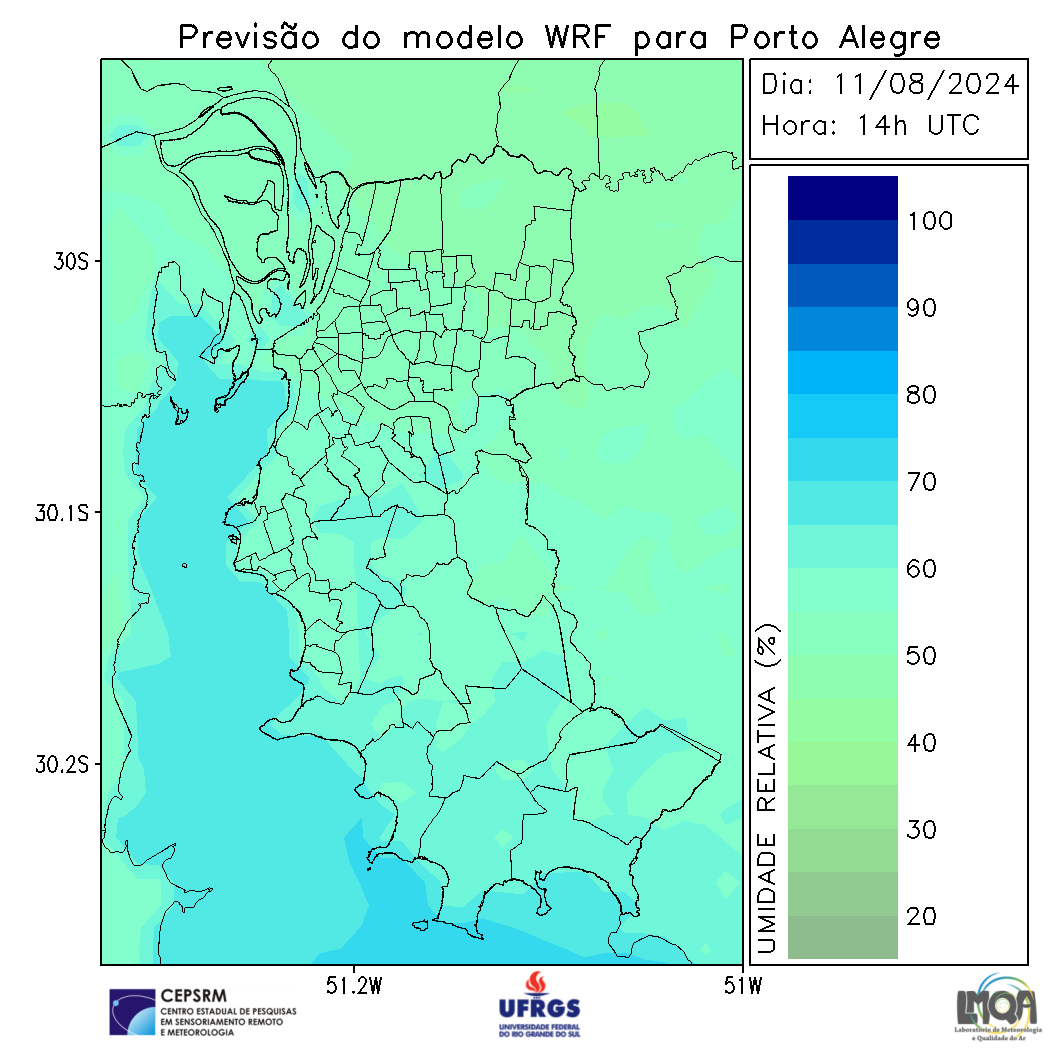 Previsão do modelo WRF para Porto Alegre
Dia: 11/08/2024
Hora: 14h UTC
30S
30.1S
30.2S
51.2W
51W
UMIDADE RELATIVA (%)
100
90
80
70
60
50
40
30
20
CEPSRM
CENTRO ESTADUAL DE PESQUISAS
EM SENSORIAMENTO REMOTO
E METEOROLOGIA
UFRGS
UNIVERSIDADE FEDERAL
DO RIO GRANDE DO SUL
LMQA
Laboratório de Meteorologia
e Qualidade do Ar